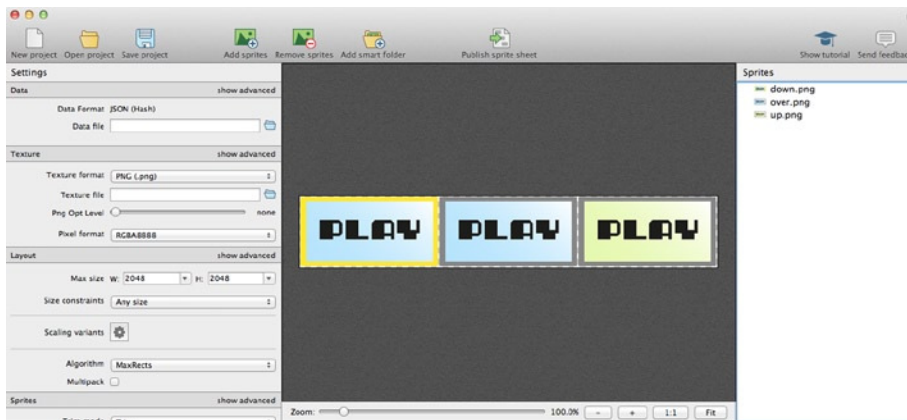 New project Open project Save project Add sprites Remove sprites Add smart folder Publish sprite sheet Show tutorial Send feedbac
Settings
Data show advanced
Data Format JSON (Hash)
Data file
Texture show advanced
Texture format PNG (.png)
Texture file
Png Opt Level none
Pixel format RGBA8888
Layout show advanced
Max size W: 2048 H: 2048
Size constraints Any size
Scaling variants
Algorithm MaxRects
Multipack
Sprites show advanced
PLAY PLAY PLAY
Zoom: 100.0% - + 1:1 Fit
Sprites
down.png
over.png
up.png